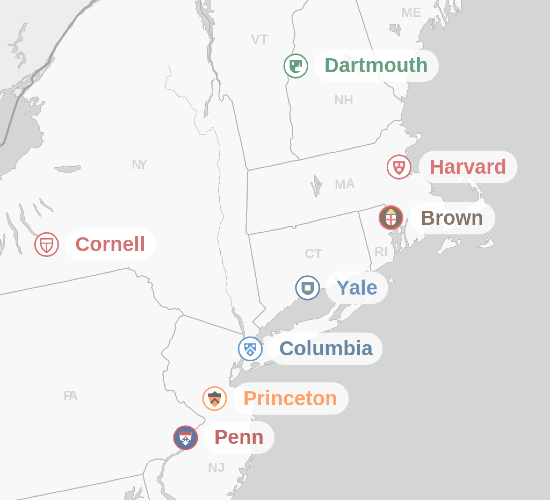 ME
VT
Dartmouth
NH
NY
Harvard
MA
Brown
Cornell
CT
RI
Yale
Columbia
PA
Princeton
Penn
NJ